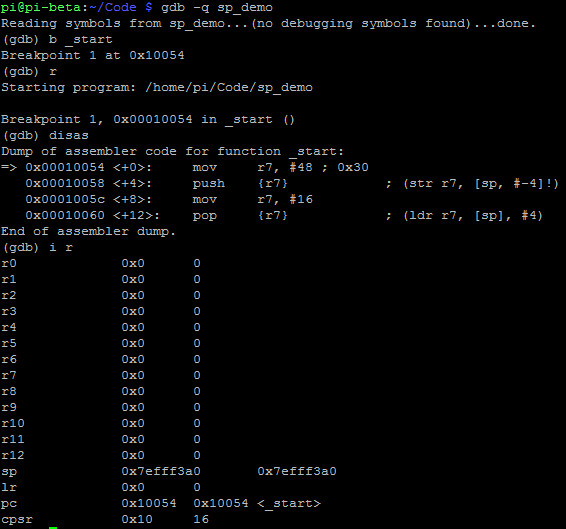 pi@pi-beta:~/Code $ gdb -q sp_demo
Reading symbols from sp_demo...(no debugging symbols found)...done.
(gdb) b _start
Breakpoint 1 at 0x10054
(gdb) r
Starting program: /home/pi/Code/sp_demo

Breakpoint 1, 0x00010054 in _start ()
(gdb) disas
Dump of assembler code for function _start:
=> 0x00010054 <+0>:     mov     r7, #48 ; 0x30
   0x00010058 <+4>:     push    {r7}            ; (str r7, [sp, #-4]!)
   0x0001005c <+8>:     mov     r7, #16
   0x00010060 <+12>:    pop     {r7}            ; (ldr r7, [sp], #4)
End of assembler dump.
(gdb) i r
r0             0x0      0
r1             0x0      0
r2             0x0      0
r3             0x0      0
r4             0x0      0
r5             0x0      0
r6             0x0      0
r7             0x0      0
r8             0x0      0
r9             0x0      0
r10            0x0      0
r11            0x0      0
r12            0x0      0
sp             0x7efff3a0       0x7efff3a0
lr             0x0      0
pc             0x10054  0x10054 <_start>
cpsr           0x10     16